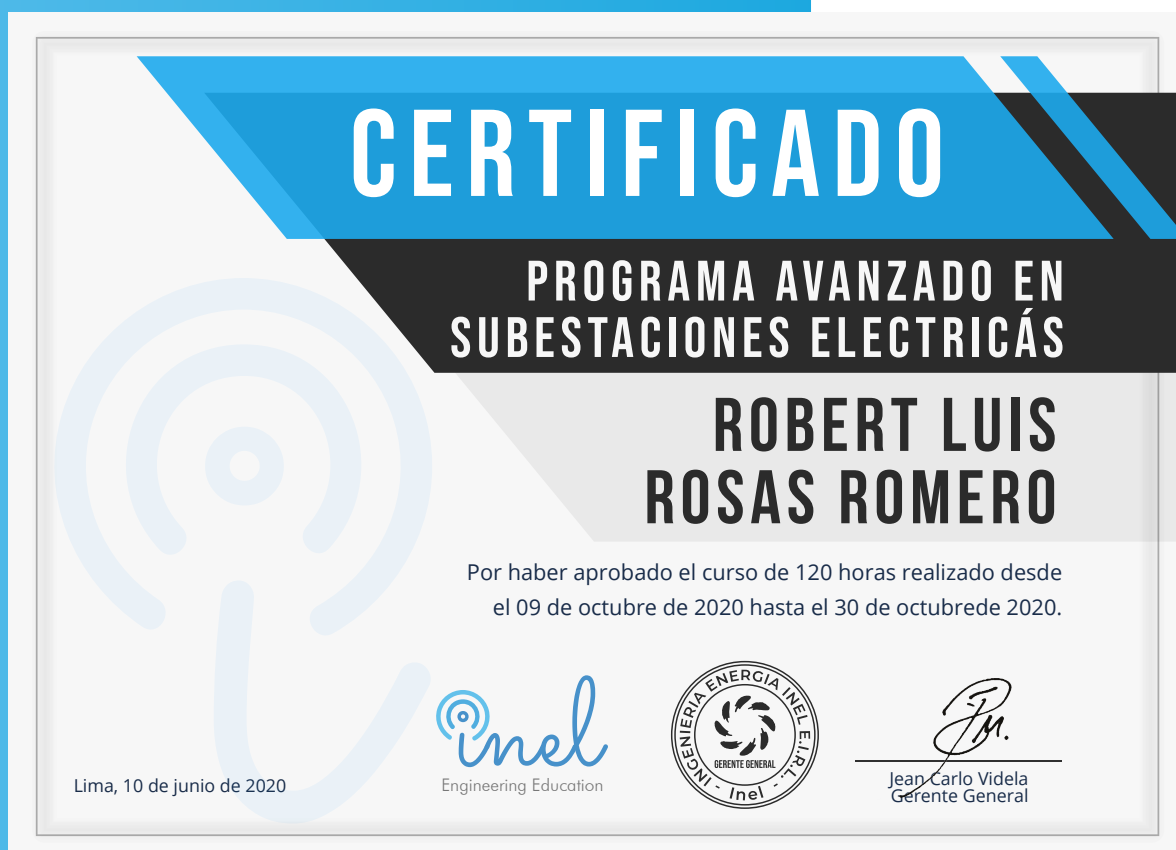 CERTIFICADO
PROGRAMA AVANZADO EN
SUBESTACIONES ELECTRICÁS
ROBERT LUIS
ROSAS ROMERO
Por haber aprobado el curso de 120 horas realizado desde
el 09 de octubre de 2020 hasta el 30 de octubrede 2020.
Lima, 10 de junio de 2020
inel
Engineering Education
INGENIERIA ENERGIA INEL E.I.R.L.
GERENTE GENERAL
- Inel -
Jean Carlo Videla
Gerente General